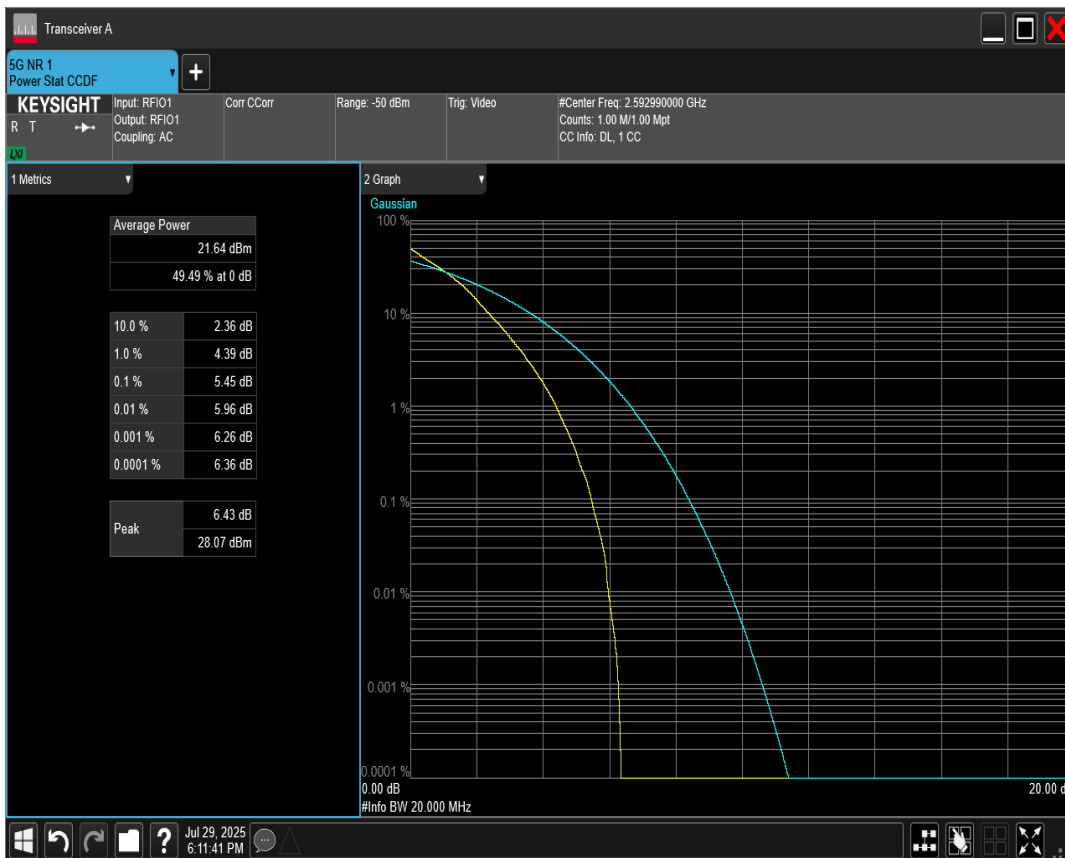 Transceiver A
5G NR 1
Power Stat CCDF
+
KEYSIGHT
R T
LXI
Input: RFIO1
Output: RFIO1
Coupling: AC
Corr CCorr
Range: -50 dBm
Trig: Video
#Center Freq: 2.592990000 GHz
Counts: 1.00 M/1.00 Mpt
CC Info: DL, 1 CC
1 Metrics
Average Power
21.64 dBm
49.49 % at 0 dB
10.0 % 2.36 dB
1.0 % 4.39 dB
0.1 % 5.45 dB
0.01 % 5.96 dB
0.001 % 6.26 dB
0.0001 % 6.36 dB
Peak 6.43 dB
28.07 dBm
2 Graph
Gaussian
100 %
10 %
1 %
0.1 %
0.01 %
0.001 %
0.0001 %
0.00 dB 20.00 d
#Info BW 20.000 MHz
?
Jul 29, 2025
6:11:41 PM